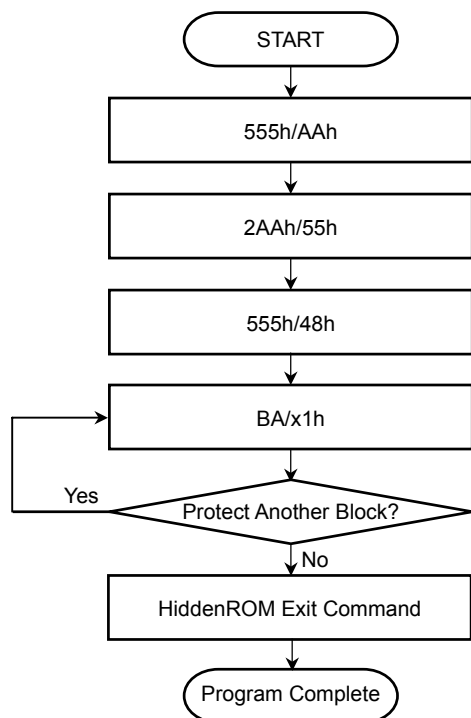 START
555h/AAh
2AAh/55h
555h/48h
BA/x1h
Yes
Protect Another Block?
No
HiddenROM Exit Command
Program Complete